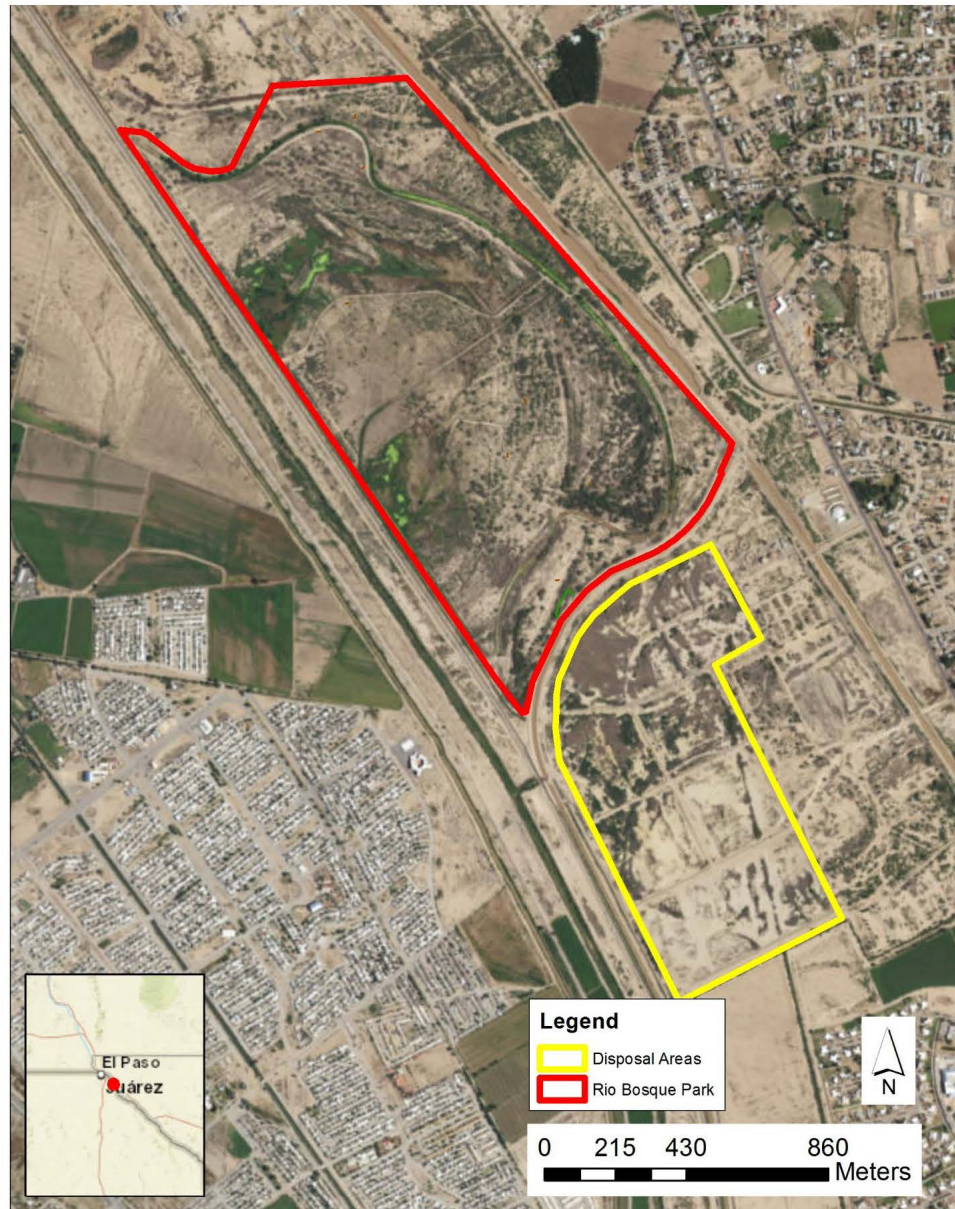 El Paso
Juárez
Legend
Disposal Areas
Rio Bosque Park
N
0 215 430 860
Meters